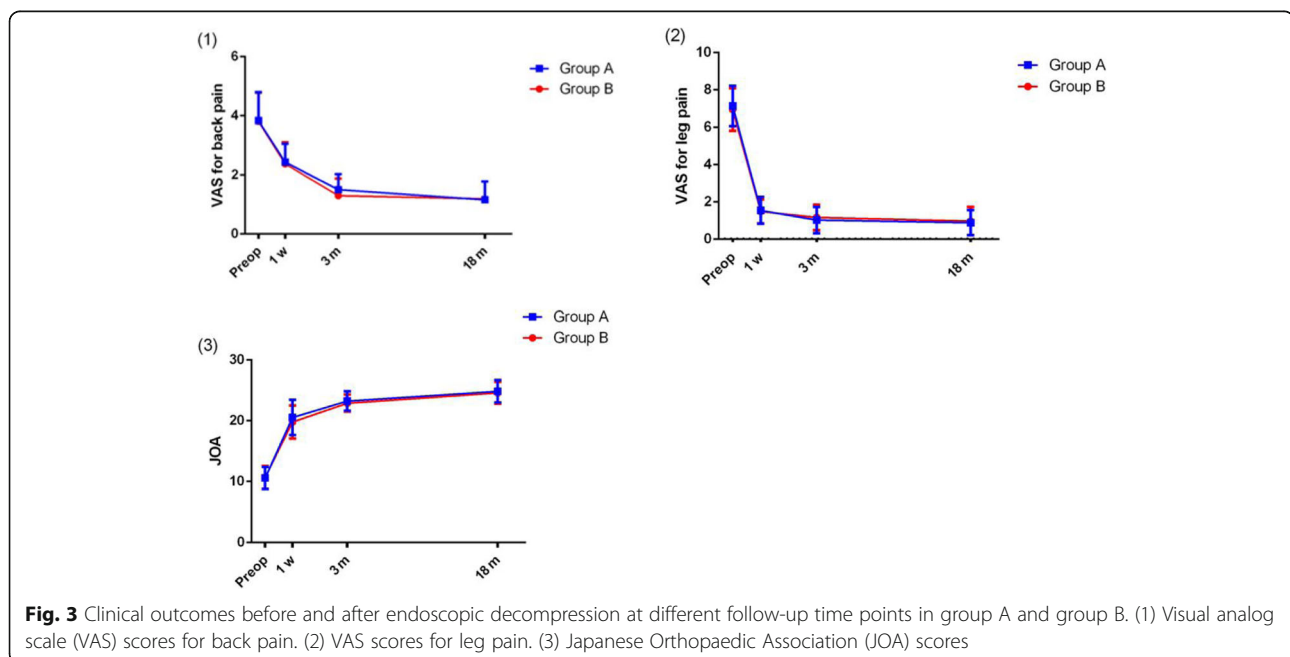 (1)
Group A
Group B
VAS for back pain
6
4
2
0
Preop
1 w
3 m
18 m
(2)
Group A
Group B
VAS for leg pain
10
8
6
4
2
0
Preop
1 w
3 m
18 m
(3)
Group A
Group B
JOA
30
20
10
0
Preop
1 w
3 m
18 m
Fig. 3 Clinical outcomes before and after endoscopic decompression at different follow-up time points in group A and group B. (1) Visual analog
scale (VAS) scores for back pain. (2) VAS scores for leg pain. (3) Japanese Orthopaedic Association (JOA) scores